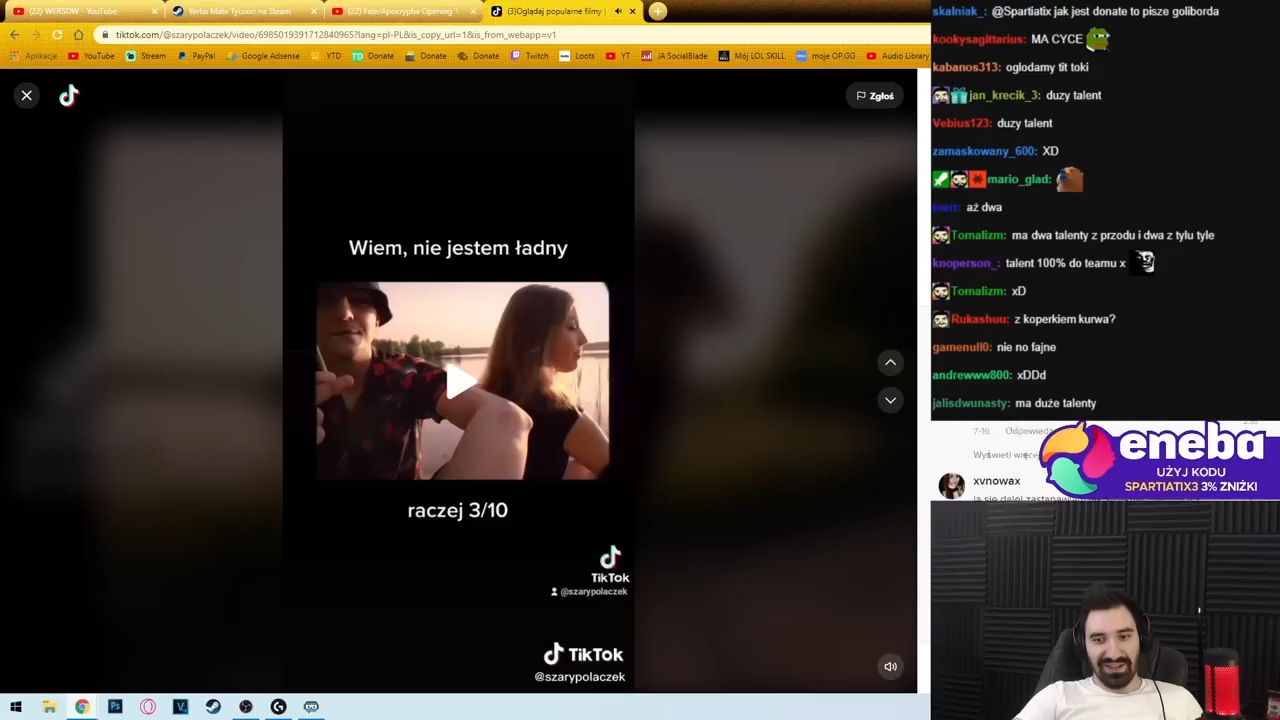 (22) WERSOW - YouTube
Yerba Mate Tycoon na Steam
(22) Fate/Apocrypha Opening 1
(3)Oglądaj popularne filmy |
tiktok.com/@szarypolaczek/video/6985019391712840965?lang=pl-PL&is_copy_url=1&is_from_webapp=v1
Aplikacje
YouTube
Stream
PayPal
Google Adsense
YTD
Donate
Donate
Donate
Twitch
Loots
YT
JA SocialBlade
Mój LOL SKILL
moje OP.GG
Audio Library
Zgłoś
Wiem, nie jestem ładny
raczej 3/10
TikTok
@szarypolaczek
TikTok
@szarypolaczek
skalniak_: @Spartiatix jak jest donate to pisze goliborda
kookysagittarius: MA CYCE
kabanos313: oglodamy tit toki
jan_krecik_3: duzy talent
Vebius123: duzy talent
zamaskowany_600: XD
mario_glad:
aż dwa
Tomalizm: ma dwa talenty z przodu i dwa z tylu tyle
knoperson_: talent 100% do teamu x
Tomalizm: xD
Rukashuu: z koperkiem kurwa?
gamenull0: nie no fajne
andrewww800: xDDd
jalisdwunasty: ma duże talenty
7-16
eneba
UŻYJ KODU
SPARTIATIX3 3% ZNIŻKI
xvnowax